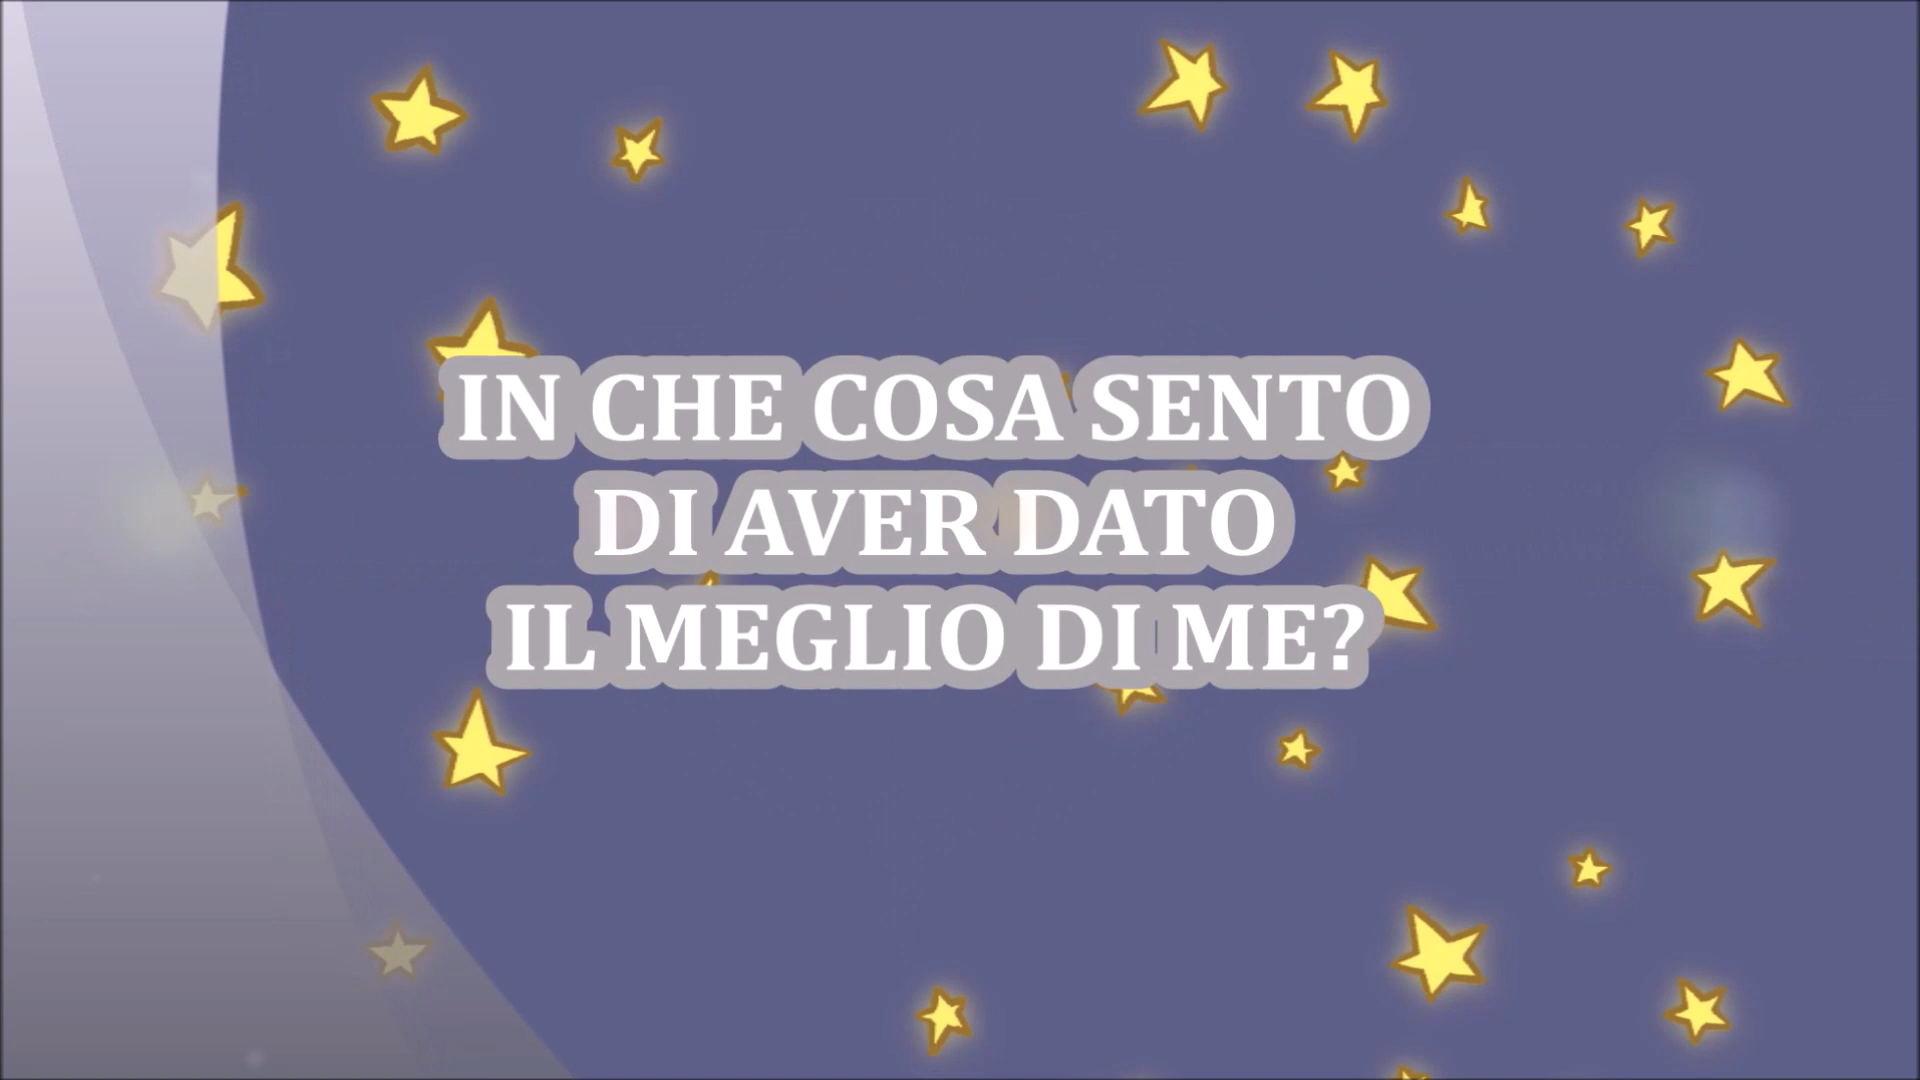 IN CHE COSA SENTO
DI AVER DATO
IL MEGLIO DI ME?